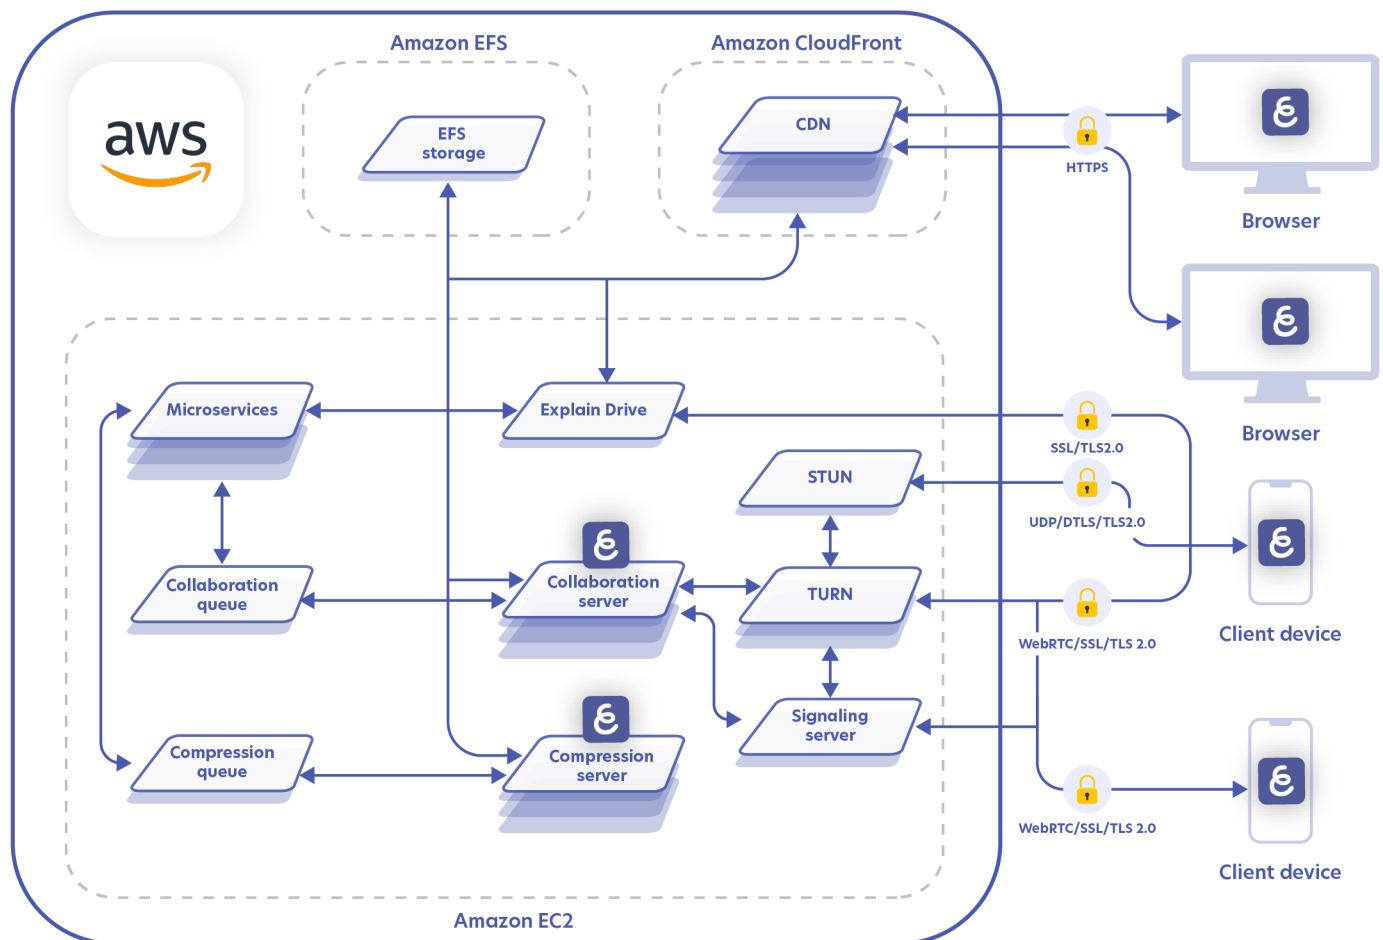 Amazon EFS
Amazon CloudFront
aws
EFS
storage
CDN
HTTPS
Browser
Browser
Microservices
Explain Drive
SSL/TLS2.0
STUN
UDP/DTLS/TLS2.0
Collaboration
queue
Collaboration
server
TURN
WebRTC/SSL/TLS 2.0
Client device
Signaling
server
Compression
queue
Compression
server
WebRTC/SSL/TLS 2.0
Client device
Amazon EC2